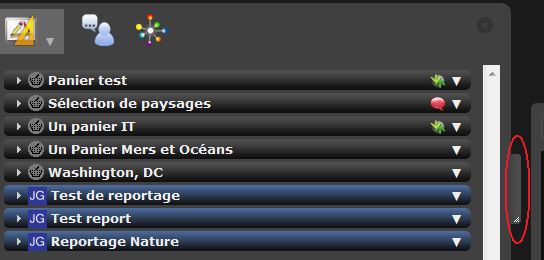 Panier test
Sélection de paysages
Un panier IT
Un Panier Mers et Océans
Washington, DC
JG Test de reportage
JG Test report
JG Reportage Nature